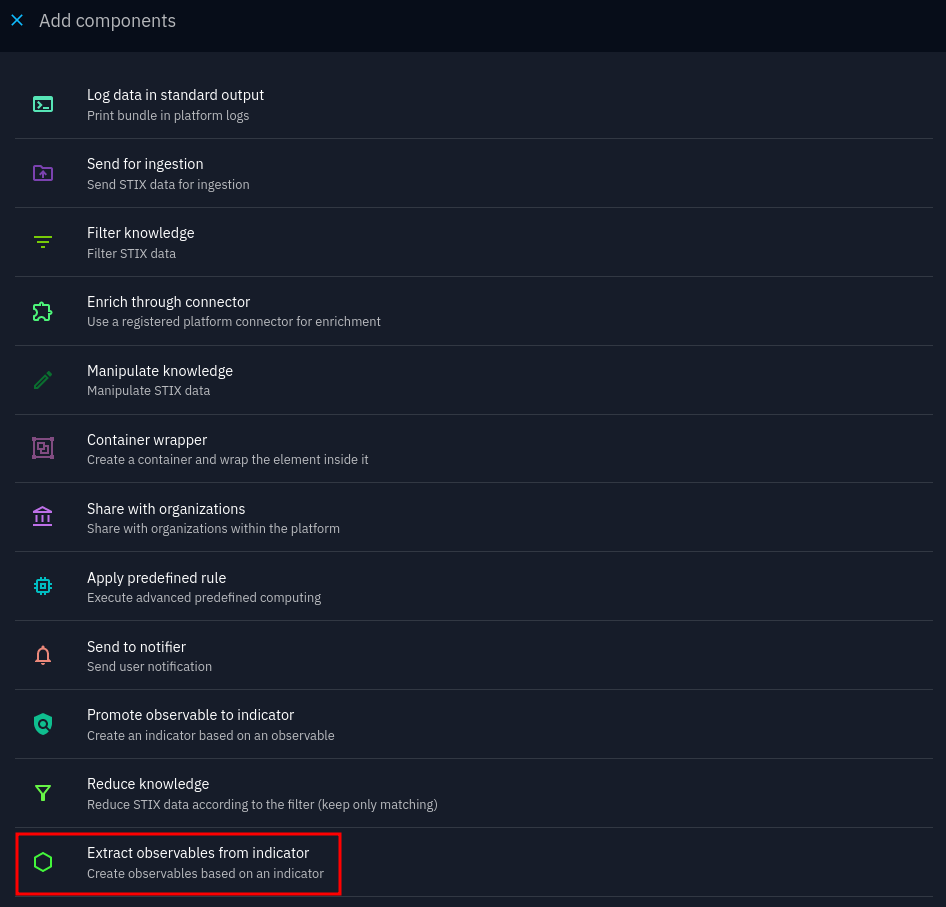 Add components
Log data in standard output
Print bundle in platform logs
Send for ingestion
Send STIX data for ingestion
Filter knowledge
Filter STIX data
Enrich through connector
Use a registered platform connector for enrichment
Manipulate knowledge
Manipulate STIX data
Container wrapper
Create a container and wrap the element inside it
Share with organizations
Share with organizations within the platform
Apply predefined rule
Execute advanced predefined computing
Send to notifier
Send user notification
Promote observable to indicator
Create an indicator based on an observable
Reduce knowledge
Reduce STIX data according to the filter (keep only matching)
Extract observables from indicator
Create observables based on an indicator